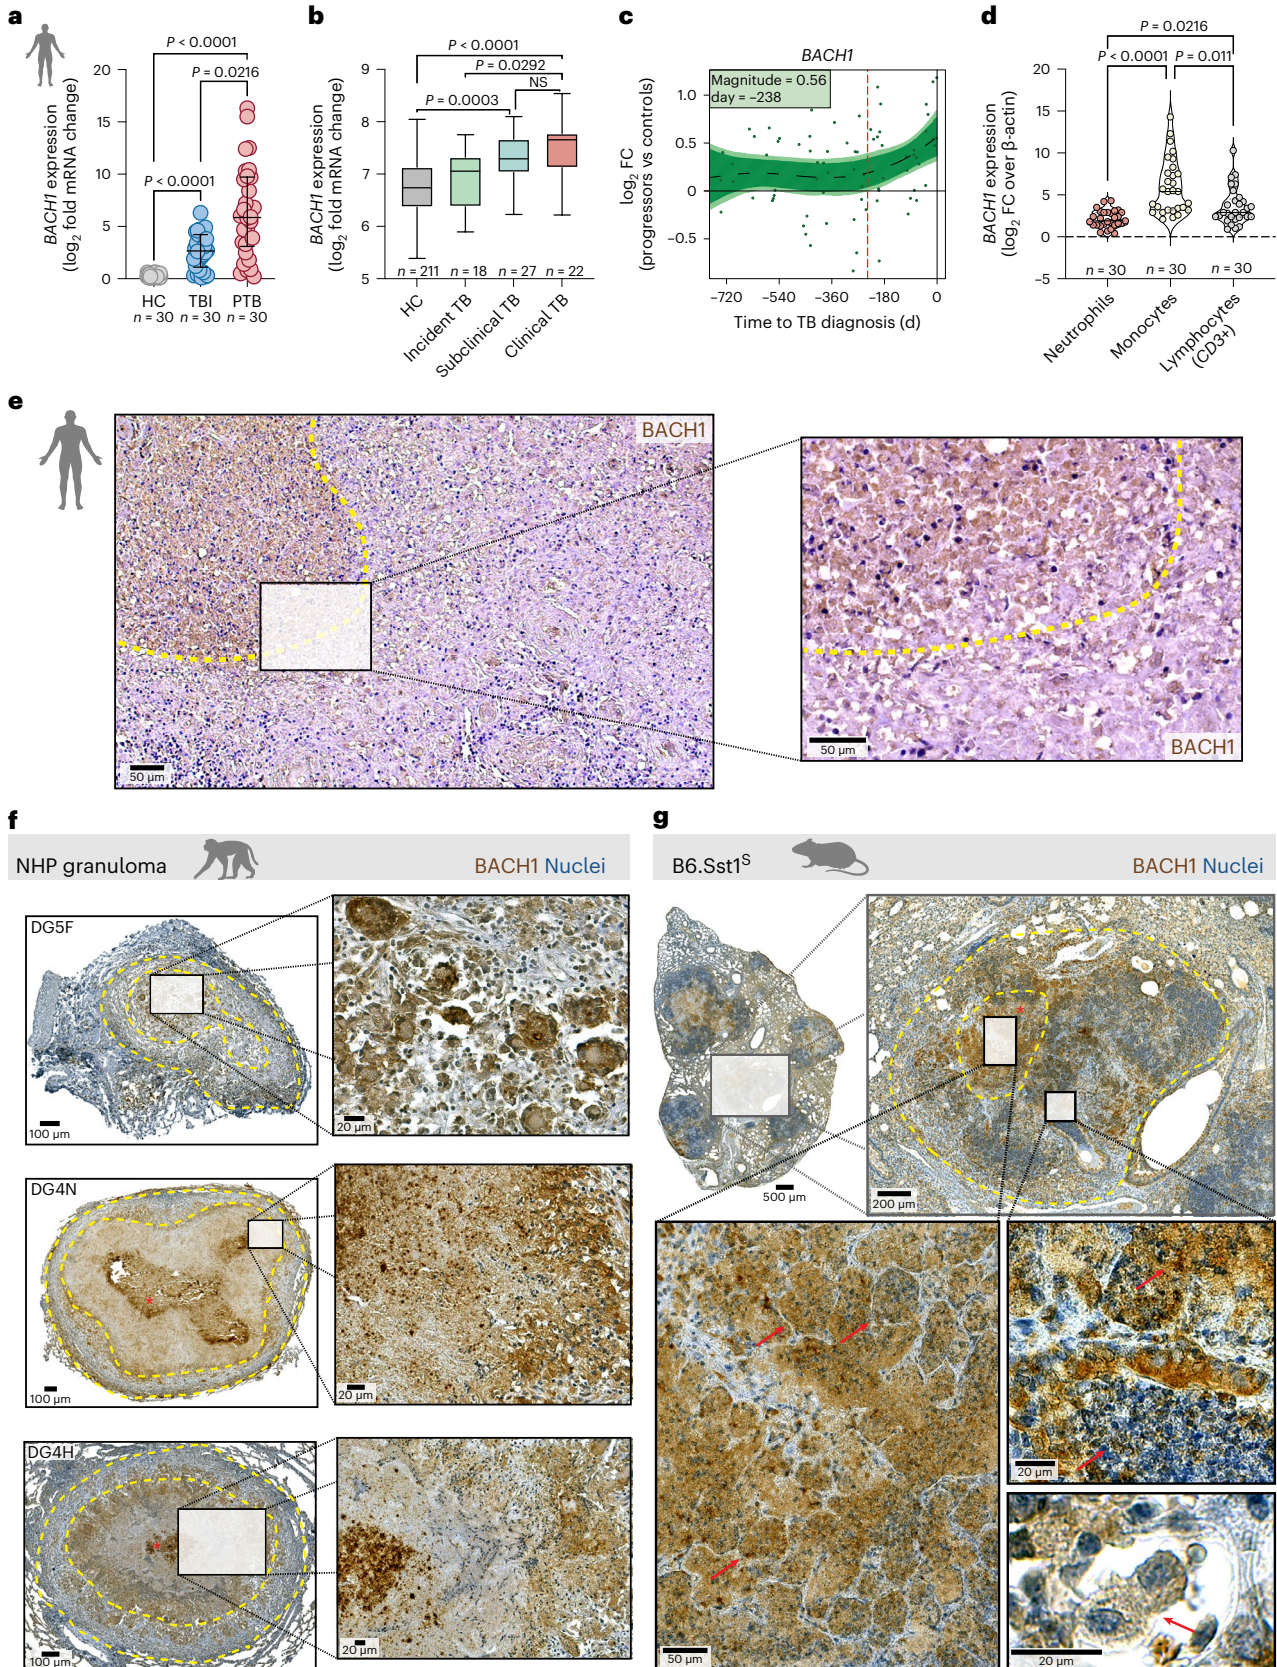 a
P < 0.0001
P = 0.0216
P < 0.0001
BACH1 expression
(log2 fold mRNA change)
20
15
10
5
0
HC
TBI
PTB
n = 30
n = 30
n = 30
b
P < 0.0001
P = 0.0292
NS
P = 0.0003
BACH1 expression
(log2 fold mRNA change)
9
8
7
6
5
n = 211
n = 18
n = 27
n = 22
HC
Incident TB
Subclinical TB
Clinical TB
c
BACH1
Magnitude = 0.56
day = −238
log2 FC
(progressors vs controls)
1.0
0.5
0
−0.5
−720
−540
−360
−180
0
Time to TB diagnosis (d)
d
P = 0.0216
P < 0.0001
P = 0.011
BACH1 expression
(log2 FC over β-actin)
20
15
10
5
0
−5
n = 30
n = 30
n = 30
Neutrophils
Monocytes
Lymphocytes
(CD3+)
e
BACH1
50 µm
50 µm
BACH1
f
NHP granuloma
BACH1 Nuclei
DG5F
100 µm
20 µm
DG4N
100 µm
20 µm
DG4H
100 µm
20 µm
g
B6.Sst1S
BACH1 Nuclei
500 µm
200 µm
50 µm
20 µm
20 µm